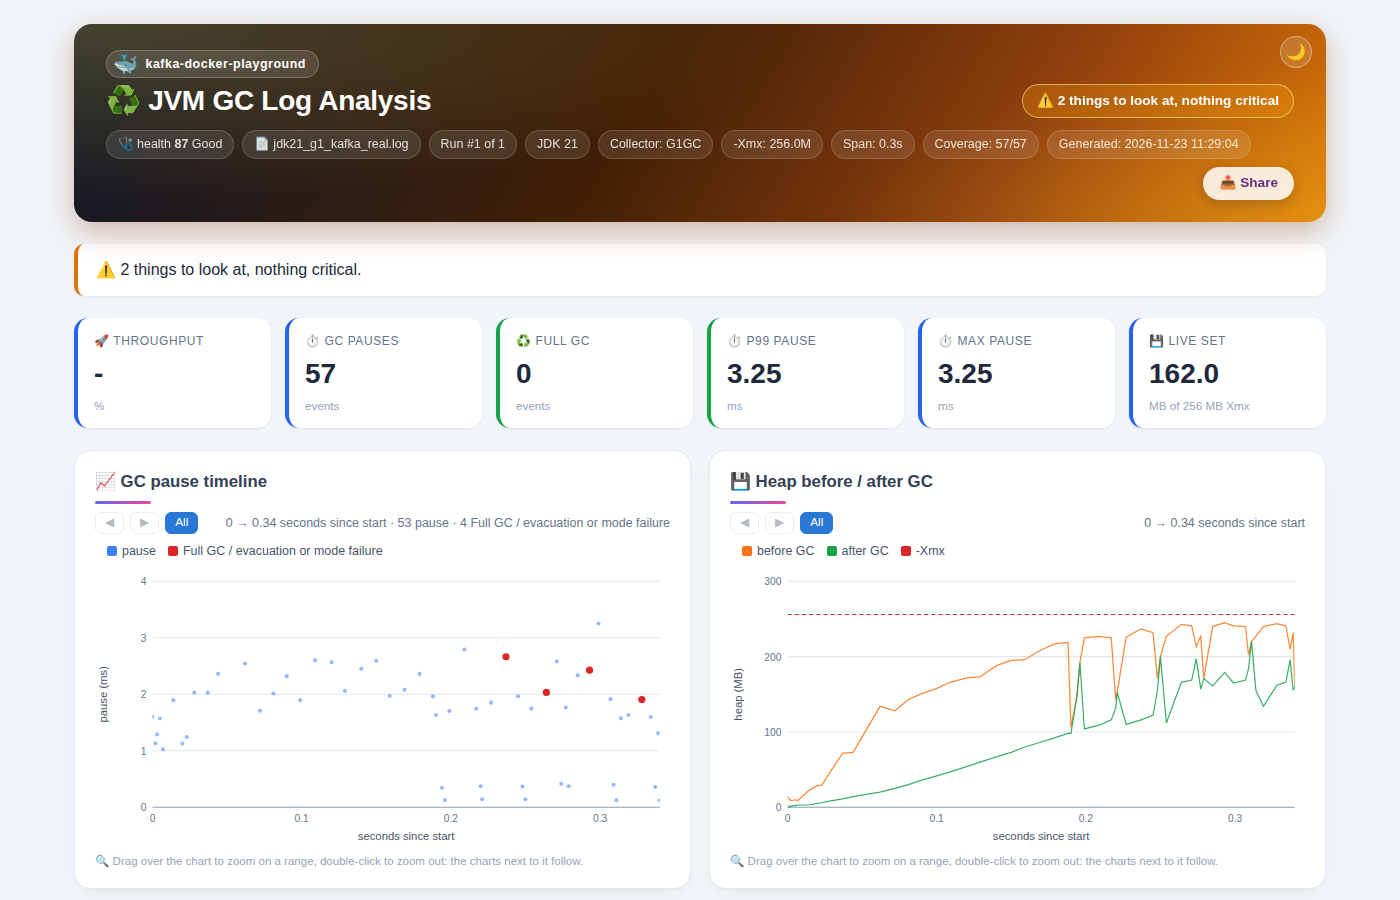 🐳 kafka-docker-playground
🌙
♻️ JVM GC Log Analysis
⚠️ 2 things to look at, nothing critical
🩺 health 87 Good
📄 jdk21_g1_kafka_real.log
Run #1 of 1
JDK 21
Collector: G1GC
-Xmx: 256.0M
Span: 0.3s
Coverage: 57/57
Generated: 2026-11-23 11:29:04
📤 Share
⚠️ 2 things to look at, nothing critical.
🚀 THROUGHPUT
-
%
⏱️ GC PAUSES
57
events
♻️ FULL GC
0
events
⏱️ P99 PAUSE
3.25
ms
⏱️ MAX PAUSE
3.25
ms
💾 LIVE SET
162.0
MB of 256 MB Xmx
📈 GC pause timeline
◀ ▶ All
0 → 0.34 seconds since start · 53 pause · 4 Full GC / evacuation or mode failure
pause
Full GC / evacuation or mode failure
4
3
2
1
0
pause (ms)
0 0.1 0.2 0.3
seconds since start
🔍 Drag over the chart to zoom on a range, double-click to zoom out: the charts next to it follow.
💾 Heap before / after GC
◀ ▶ All
0 → 0.34 seconds since start
before GC
after GC
-Xmx
300
200
100
0
heap (MB)
0 0.1 0.2 0.3
seconds since start
🔍 Drag over the chart to zoom on a range, double-click to zoom out: the charts next to it follow.